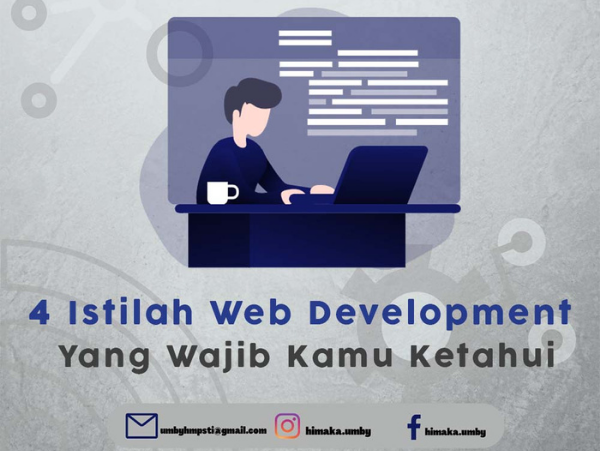 4 Istilah Web Development
Yang Wajib Kamu Ketahui
umbyhmpsti@gmail.com himaka.umby himaka.umby